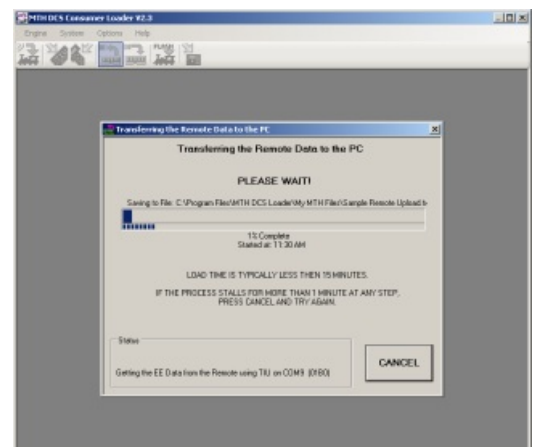 MTH DCS Consumer Loader V2.3
Engine System Options Help
FLASH
Transferring the Remote Data to the PC
Transferring the Remote Data to the PC
PLEASE WAIT!
Saving to File: C:\Program Files\MTH DCS Loader\My MTH Files\Sample Remote Upload.b
1% Complete
Started at: 11:30 AM
LOAD TIME IS TYPICALLY LESS THEN 15 MINUTES.
IF THE PROCESS STALLS FOR MORE THAN 1 MINUTE AT ANY STEP,
PRESS CANCEL AND TRY AGAIN.
Status
CANCEL
Getting the EE Data from the Remote using TIU on COM9 (01B0)